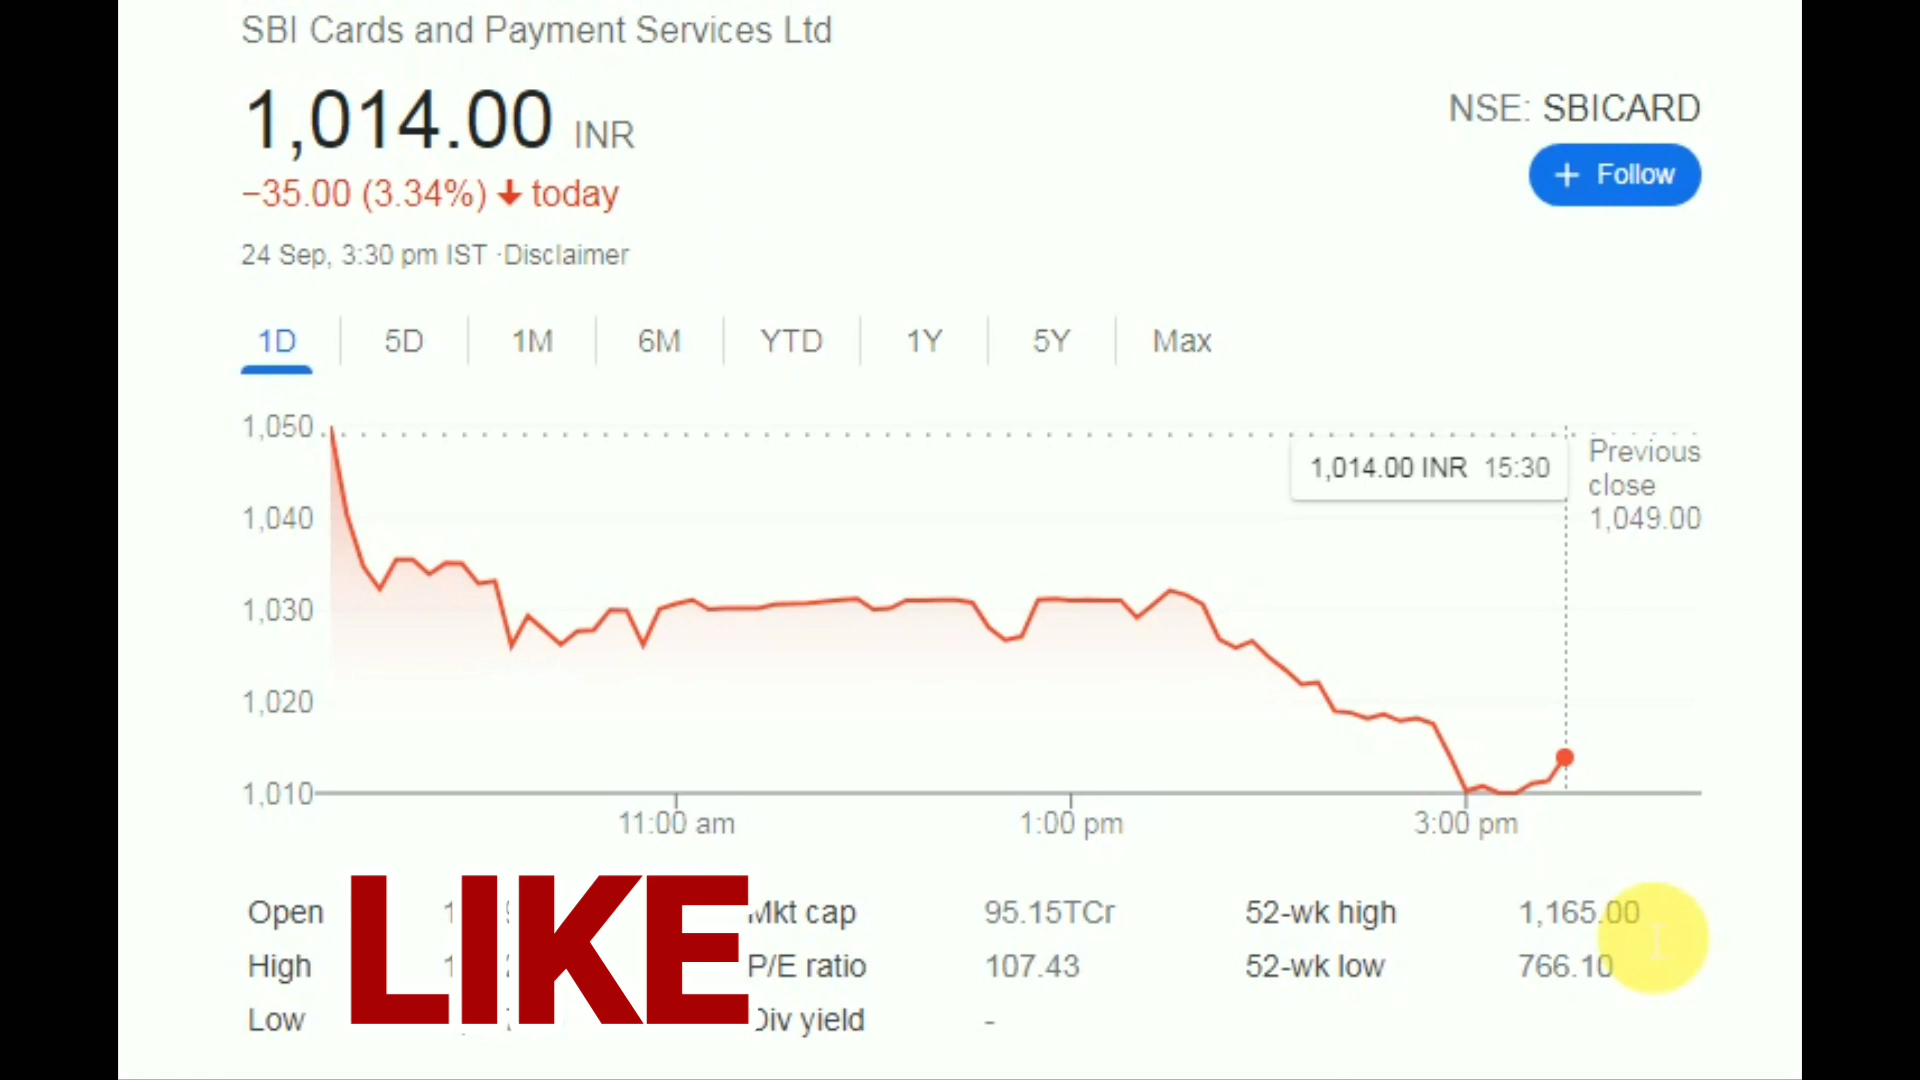 SBI Cards and Payment Services Ltd
1,014.00 INR
NSE: SBICARD
+ Follow
−35.00 (3.34%) ↓ today
24 Sep, 3:30 pm IST ·Disclaimer
1D 5D 1M 6M YTD 1Y 5Y Max
1,050
1,040
1,030
1,020
1,010
1,014.00 INR 15:30
Previous
close
1,049.00
11:00 am 1:00 pm 3:00 pm
LIKE
Open Mkt cap 95.15TCr 52-wk high 1,165.00
High P/E ratio 107.43 52-wk low 766.10
Low Div yield -